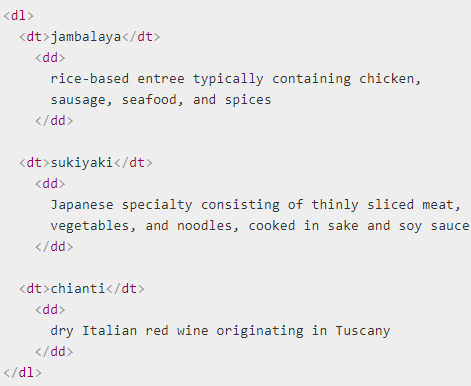 <dl>
  <dt>jambalaya</dt>
    <dd>
      rice-based entree typically containing chicken,
      sausage, seafood, and spices
    </dd>

  <dt>sukiyaki</dt>
    <dd>
      Japanese specialty consisting of thinly sliced meat,
      vegetables, and noodles, cooked in sake and soy sauce
    </dd>

  <dt>chianti</dt>
    <dd>
      dry Italian red wine originating in Tuscany
    </dd>
</dl>